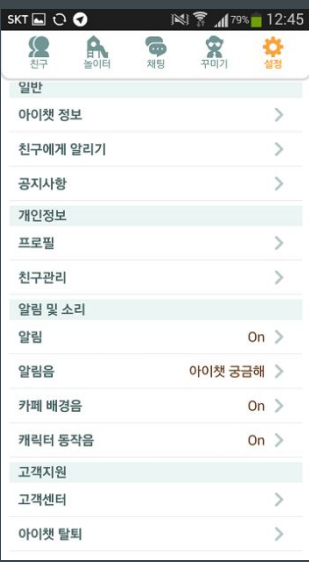 SKT 79% 12:45
친구 놀이터 채팅 꾸미기 설정
일반
아이챗 정보
친구에게 알리기
공지사항
개인정보
프로필
친구관리
알림 및 소리
알림 On
알림음 아이챗 궁금해
카페 배경음 On
캐릭터 동작음 On
고객지원
고객센터
아이챗 탈퇴